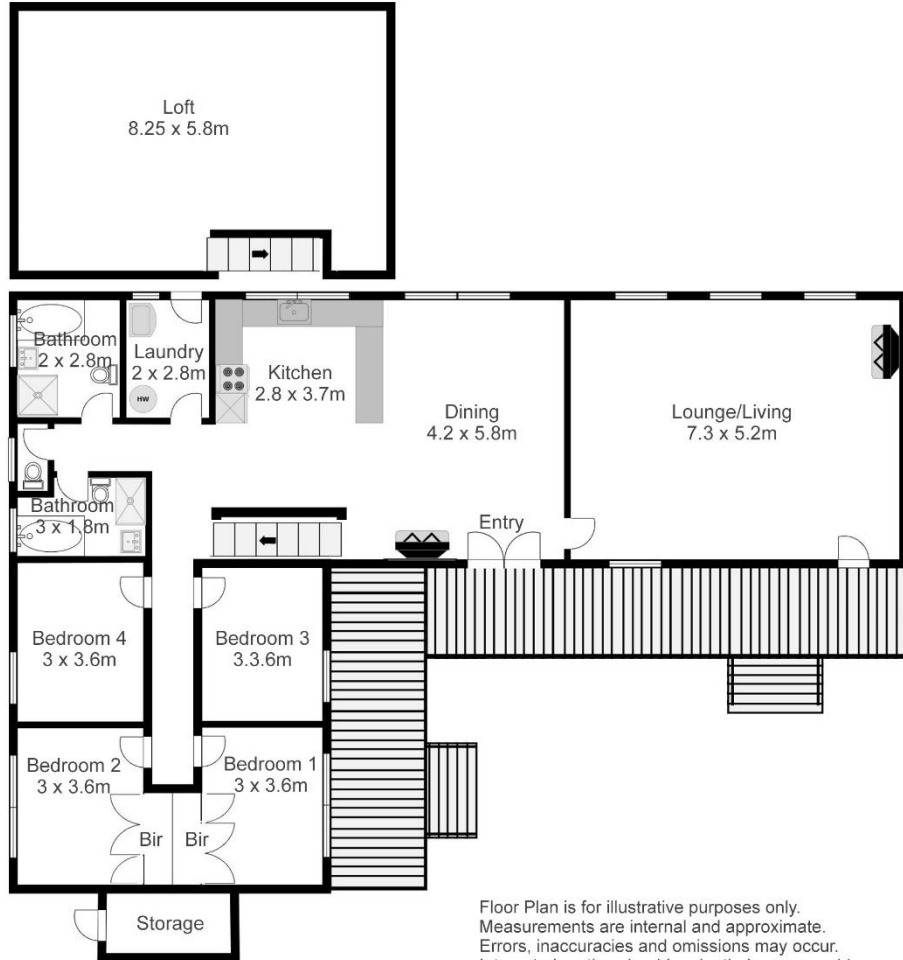 Loft
8.25 x 5.8m
Bathroom
2 x 2.8m
Laundry
2 x 2.8m
HW
Kitchen
2.8 x 3.7m
Dining
4.2 x 5.8m
Lounge/Living
7.3 x 5.2m
Bathroom
3 x 1.8m
Entry
Bedroom 4
3 x 3.6m
Bedroom 3
3.3.6m
Bedroom 2
3 x 3.6m
Bedroom 1
3 x 3.6m
Bir
Bir
Storage
Floor Plan is for illustrative purposes only.
Measurements are internal and approximate.
Errors, inaccuracies and omissions may occur.